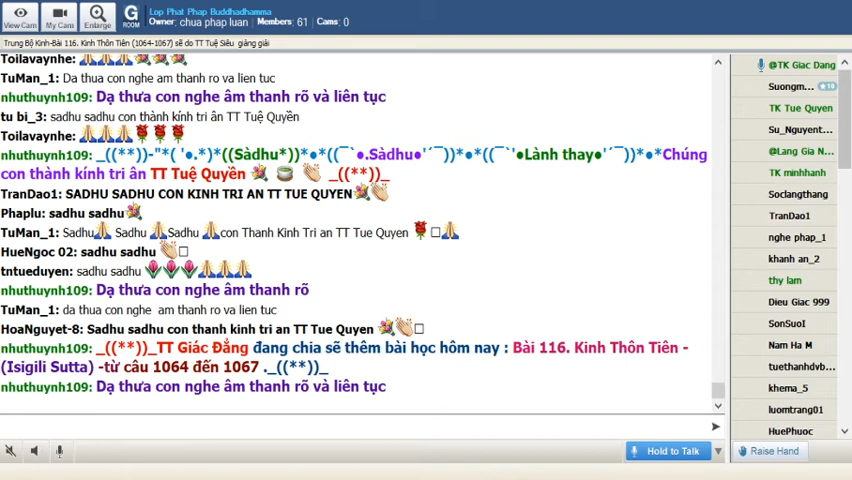 View Cam
My Cam
Enlarge
G ROOM
Lop Phat Phap Buddhadhamma
Owner: chua phap luan Members: 61 Cams: 0
Trung Bộ Kinh-Bài 116. Kinh Thôn Tiên (1064-1067) sẽ do TT Tuệ Siêu giảng giải
Toilavaynhe: 🙏🙏🙏💐💐💐
TuMan_1: Da thua con nghe am thanh ro va lien tuc
nhuthuynh109: Dạ thưa con nghe âm thanh rõ và liên tục
tu bi_3: sadhu sadhu con thành kính tri ân TT Tuệ Quyền
Toilavaynhe: 🙏🙏🙏🌹🌹🌹
nhuthuynh109: _((**))-"*( '●.*)*((Sàdhu*))*●*((¯`●.Sàdhu●'´¯))*●*((¯`●Lành thay●'´¯))*●*Chúng
con thành kính tri ân TT Tuệ Quyền 💐 🍵 👏 _((**))_
TranDao1: SADHU SADHU CON KINH TRI AN TT TUE QUYEN💐👏
Phaplu: sadhu sadhu💐
TuMan_1: Sadhu🙏 Sadhu 🙏Sadhu 🙏con Thanh Kinh Tri an TT Tue Quyen 🌹□🙏
HueNgoc 02: sadhu sadhu 👏□
tntueduyen: sadhu sadhu 🌷🌷🌷🙏🙏🙏
nhuthuynh109: Dạ thưa con nghe âm thanh rõ
TuMan_1: da thua con nghe am thanh ro va lien tuc
HoaNguyet-8: Sadhu sadhu con thanh kinh tri an TT Tue Quyen 💐👏□
nhuthuynh109: _((**))_TT Giác Đẳng đang chia sẽ thêm bài học hôm nay : Bài 116. Kinh Thôn Tiên -
(Isigili Sutta) -từ câu 1064 đến 1067 ._((**))_
nhuthuynh109: Dạ thưa con nghe âm thanh rõ và liên tục
Hold to Talk
@TK Giac Dang
Suongm... ★10
TK Tue Quyen
Su_Nguyent...
@Lang Gia N...
TK minhhanh
Soclangthang
TranDao1
nghe phap_1
khanh an_2
thy lam
Dieu Giac 999
SonSuoI
Nam Ha M
tuethanhdvb...
khema_5
luomtrang01
HuePhuoc
Raise Hand